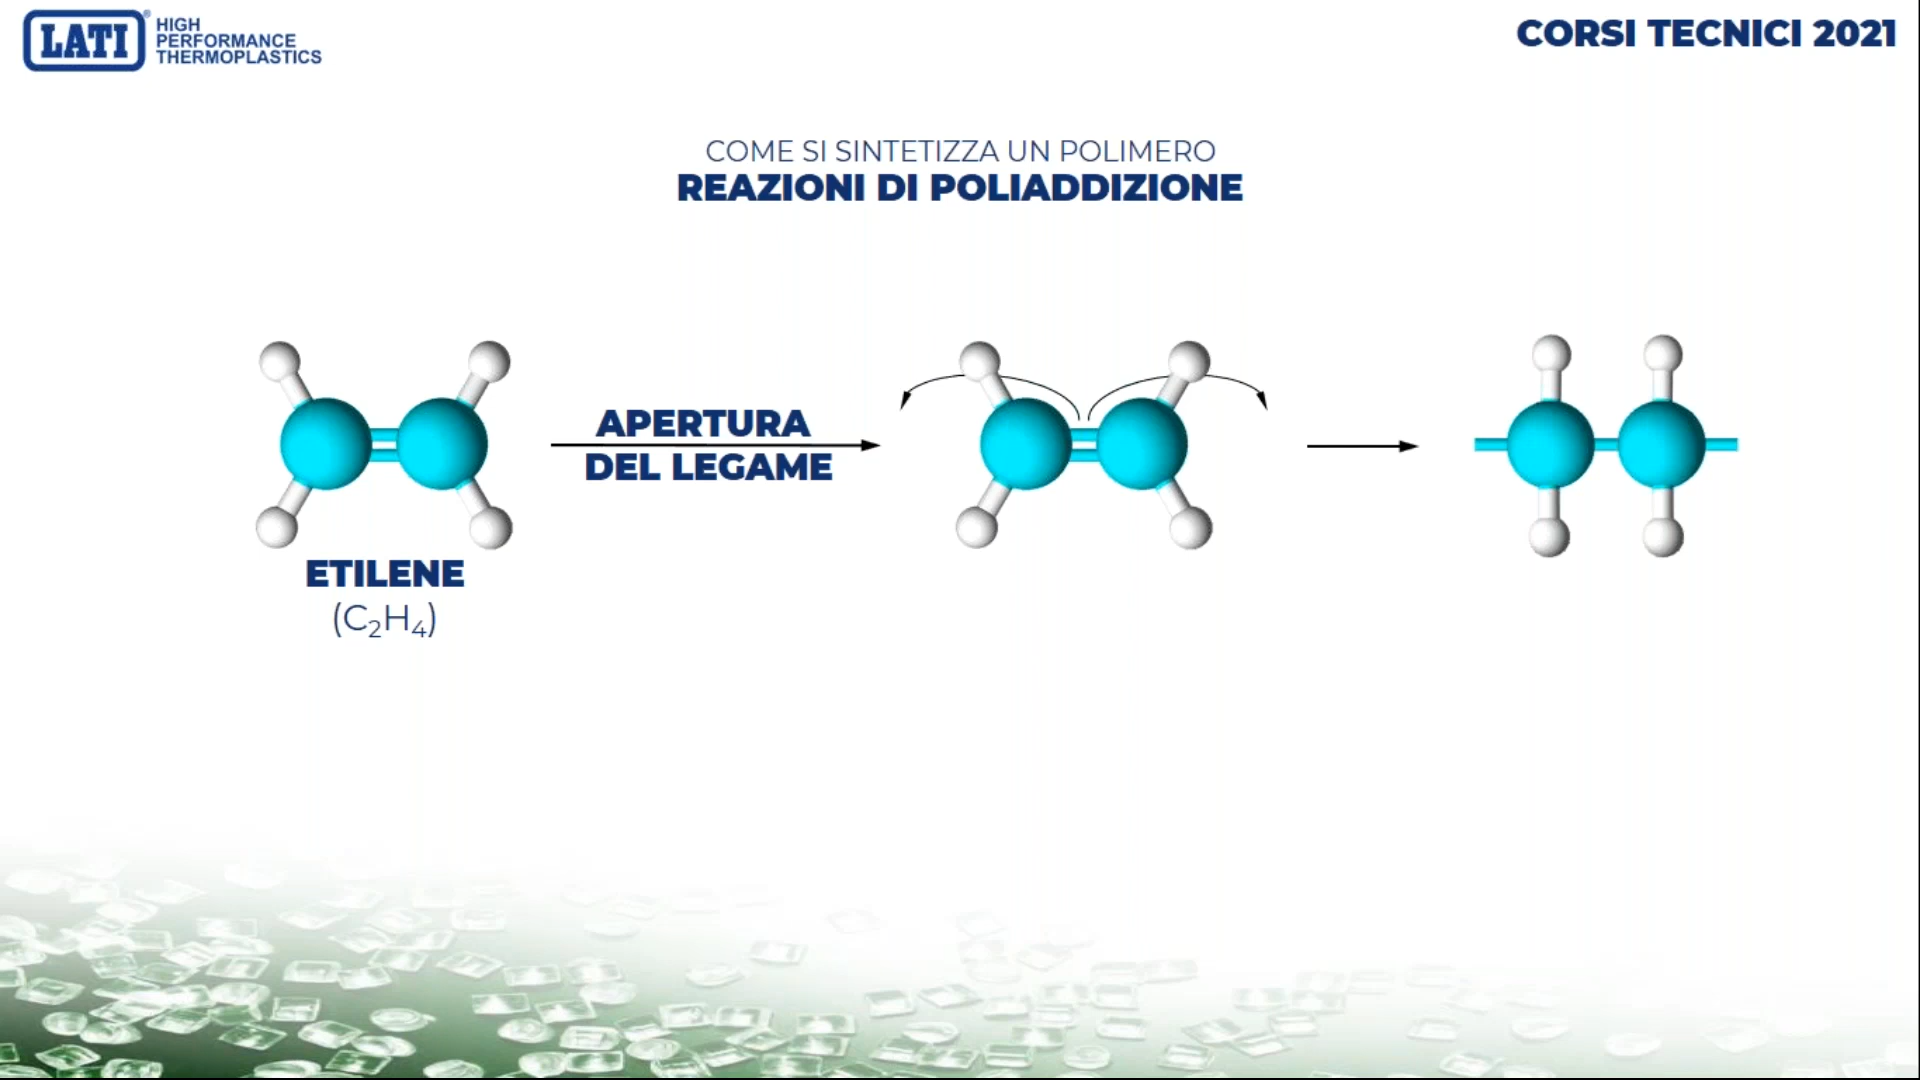 LATI® HIGH
PERFORMANCE
THERMOPLASTICS
CORSI TECNICI 2021
COME SI SINTETIZZA UN POLIMERO
REAZIONI DI POLIADDIZIONE
APERTURA
DEL LEGAME
ETILENE
(C₂H₄)